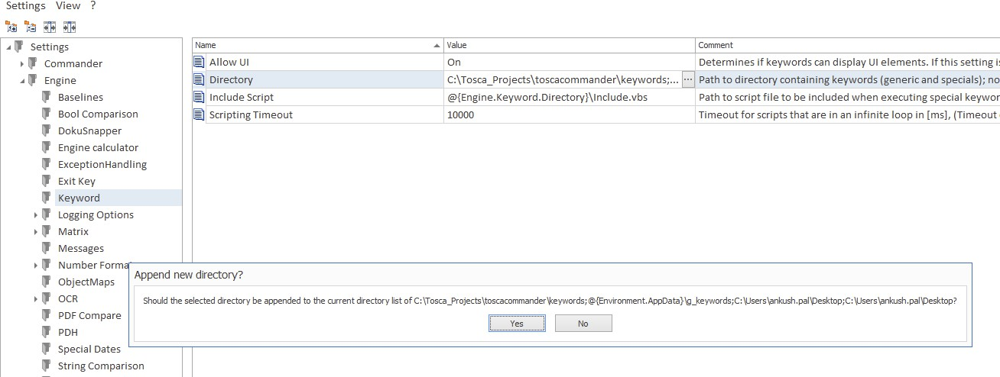 Settings View ?
Settings
Commander
Engine
Baselines
Bool Comparison
DokuSnapper
Engine calculator
ExceptionHandling
Exit Key
Keyword
Logging Options
Matrix
Messages
Number Forma
ObjectMaps
OCR
PDF Compare
PDH
Special Dates
String Comparison
Name Value Comment
Allow UI On Determines if keywords can display UI elements. If this setting is
Directory C:\Tosca_Projects\toscacommander\keywords;... ... Path to directory containing keywords (generic and specials); no
Include Script @{Engine.Keyword.Directory}\Include.vbs Path to script file to be included when executing special keywor
Scripting Timeout 10000 Timeout for scripts that are in an infinite loop in [ms], (Timeout
Append new directory?
Should the selected directory be appended to the current directory list of C:\Tosca_Projects\toscacommander\keywords;@{Environment.AppData}\g_keywords;C:\Users\ankush.pal\Desktop;C:\Users\ankush.pal\Desktop?
Yes No